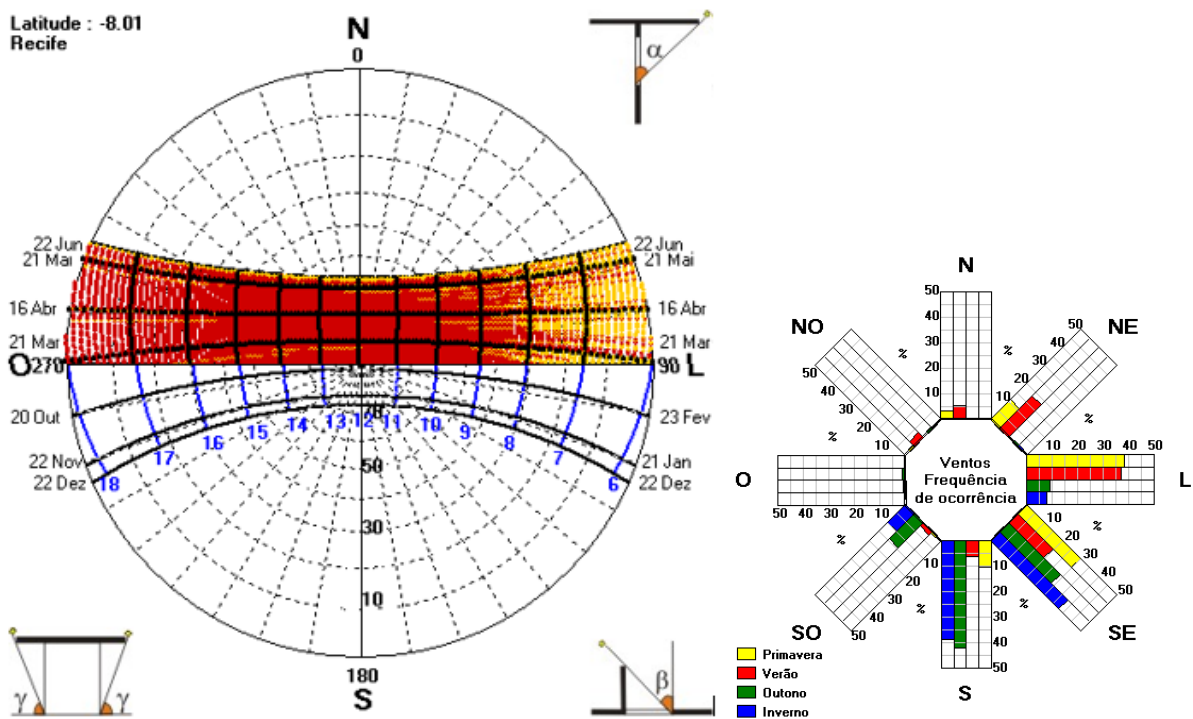 Latitude : -8.01
Recife
N
0
α
22 Jun
21 Mai
16 Abr
21 Mar
O 270
20 Out
22 Nov
22 Dez
22 Jun
21 Mai
16 Abr
21 Mar
90 L
23 Fev
21 Jan
22 Dez
18 17 16 15 14 13 12 11 10 9 8 7 6
50
30
10
180
S
γ γ
β
N
50
40
30
20
10
%
NE
50
40
30
20
10
%
L
10 20 30 40 50
%
SE
10
20
30
40
50
%
S
10
20
30
40
50
%
SO
10
20
30
40
50
%
O
50 40 30 20 10
%
NO
50
40
30
20
10
%
Ventos
Frequência
de ocorrência
Primavera
Verão
Outono
Inverno